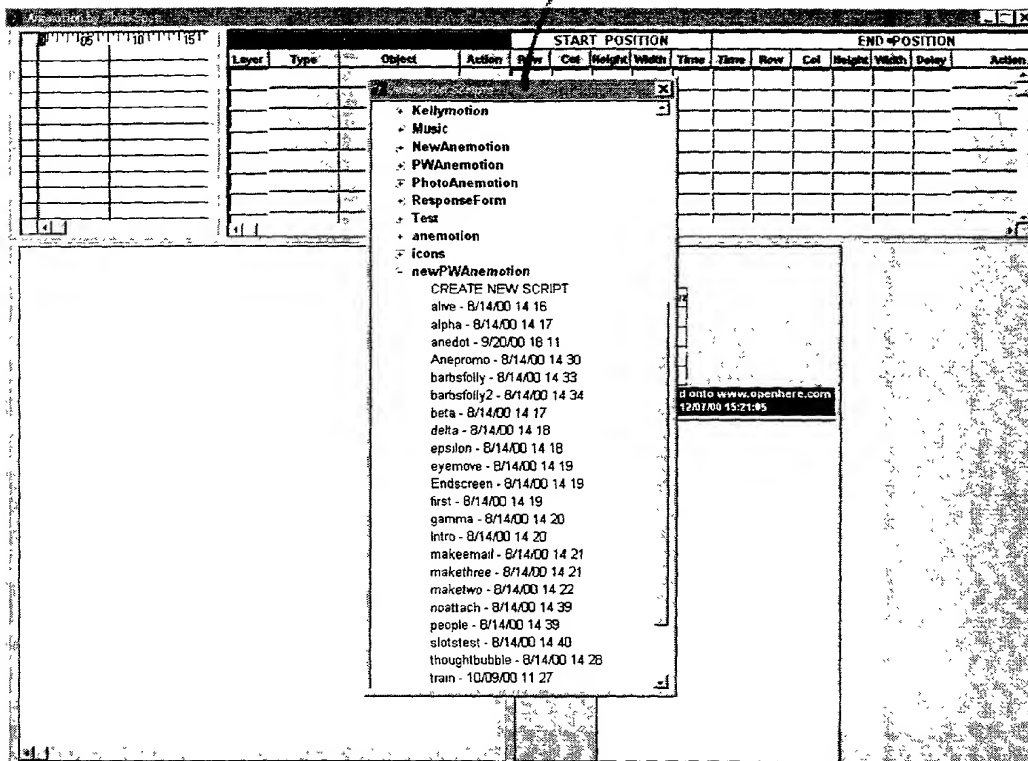 Anemotion by
05 10 15
START POSITION END POSITION
Layer Type Object Action Row Col Height Width Time Time Row Col Height Width Delay Action
+ Kellymotion
+ Music
+ NewAnemotion
+ PWAnemotion
+ PhotoAnemotion
+ ResponseForm
+ Test
+ anemotion
+ icons
- newPWAnemotion
CREATE NEW SCRIPT
alive - 8/14/00 14 16
alpha - 8/14/00 14 17
anedot - 9/20/00 18 11
Anepromo - 8/14/00 14 30
barbsfolly - 8/14/00 14 33
barbsfolly2 - 8/14/00 14 34
beta - 8/14/00 14 17
delta - 8/14/00 14 18
epsilon - 8/14/00 14 18
eyemove - 8/14/00 14 19
Endscreen - 8/14/00 14 19
first - 8/14/00 14 19
gamma - 8/14/00 14 20
Intro - 8/14/00 14 20
makeemail - 8/14/00 14 21
makethree - 8/14/00 14 21
maketwo - 8/14/00 14 22
noattach - 8/14/00 14 39
people - 8/14/00 14 39
slotstest - 8/14/00 14 40
thoughtbubble - 8/14/00 14 28
train - 10/09/00 11 27
d onto www.openhere.com
12/07/00 15:21:05